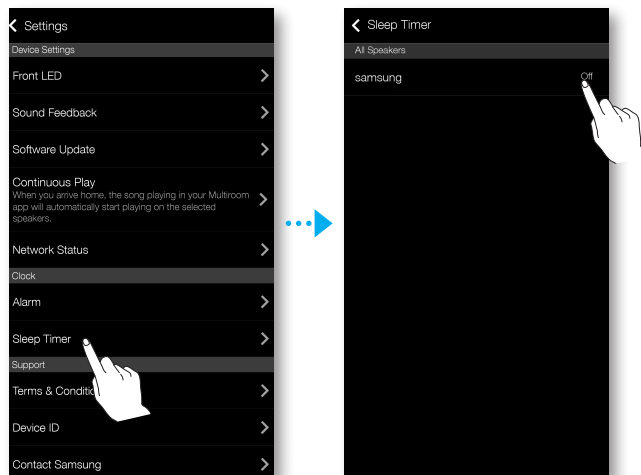 Settings
Device Settings
Front LED
Sound Feedback
Software Update
Continuous Play
When you arrive home, the song playing in your Multiroom
app will automatically start playing on the selected
speakers.
Network Status
Clock
Alarm
Sleep Timer
Support
Terms & Conditio
Device ID
Contact Samsung
Sleep Timer
All Speakers
samsung
Off